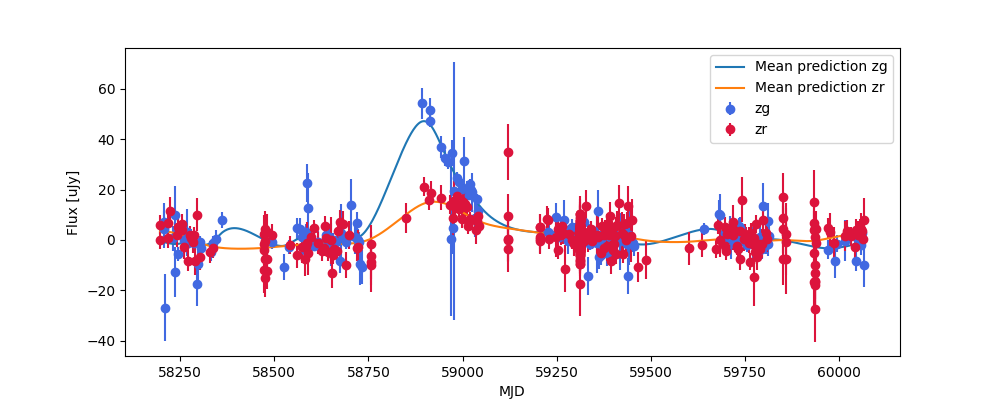 Flux [uJy]
60
40
20
0
−20
−40
58250
58500
58750
59000
59250
59500
59750
60000
MJD
Mean prediction zg
Mean prediction zr
zg
zr